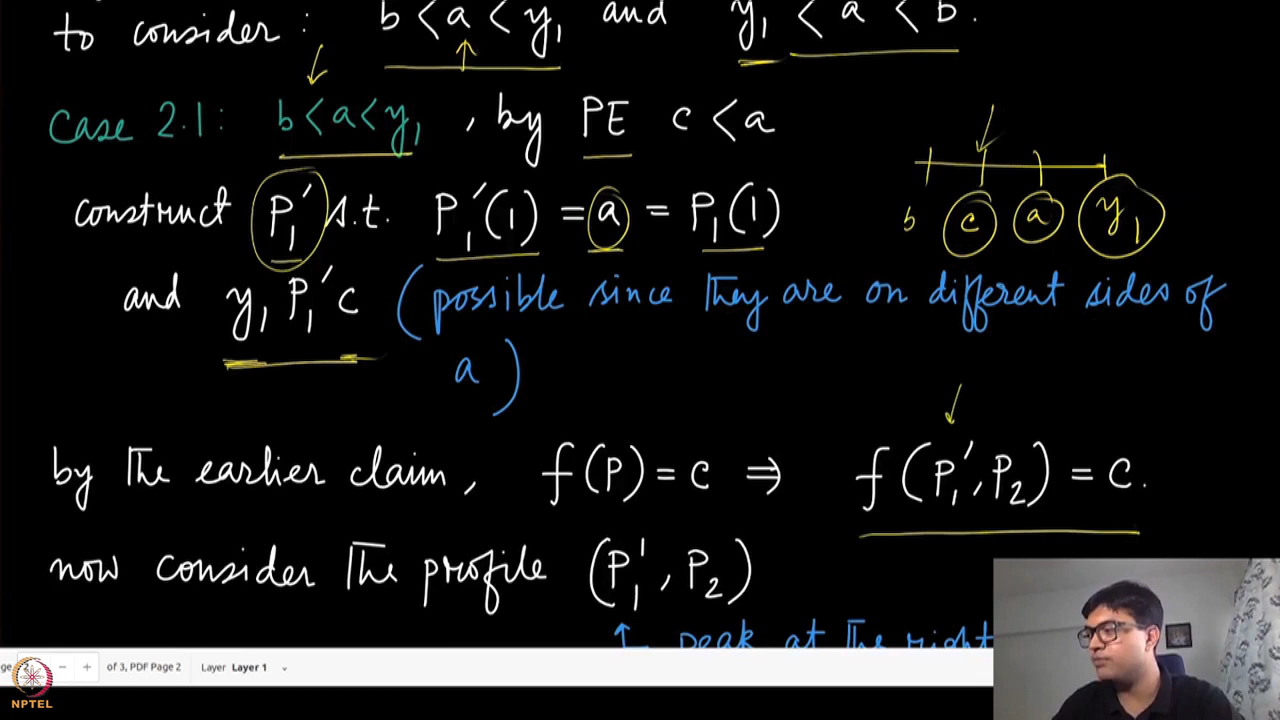 to consider : b < a < y₁ and y₁ < a < b.
Case 2.1: b < a < y₁ , by PE c < a
construct P₁′ s.t. P₁′(1) = a = P₁(1)
b c a y₁
and y₁ P₁′ c (possible since they are on different sides of
a)
by the earlier claim, f(P) = c ⇒ f(P₁′, P₂) = c.
now consider the profile (P₁′, P₂)
peak at the right
of 3, PDF Page 2 Layer Layer 1
NPTEL